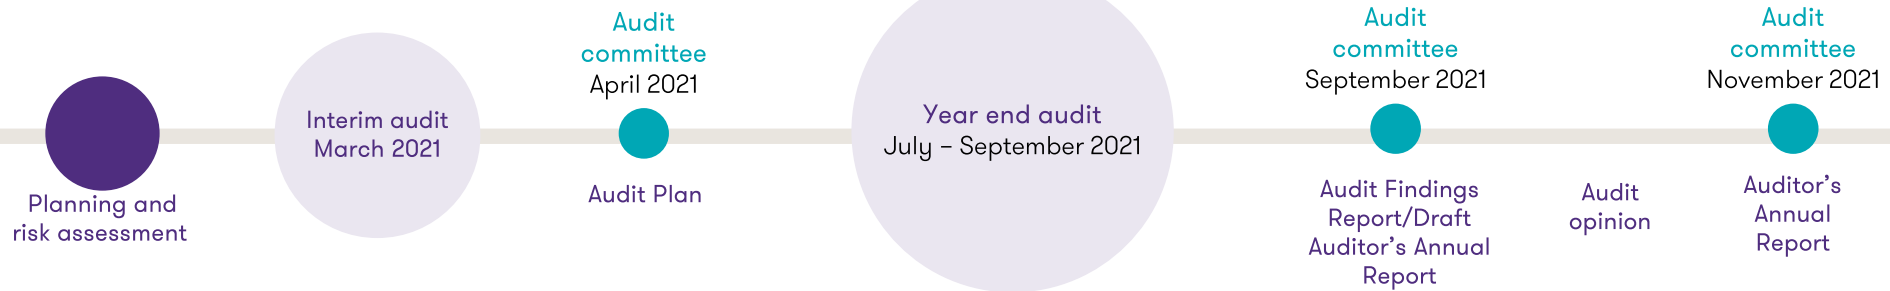 Planning and
risk assessment
Interim audit
March 2021
Audit
committee
April 2021
Audit Plan
Year end audit
July – September 2021
Audit
committee
September 2021
Audit Findings
Report/Draft
Auditor’s Annual
Report
Audit
opinion
Audit
committee
November 2021
Auditor’s
Annual
Report